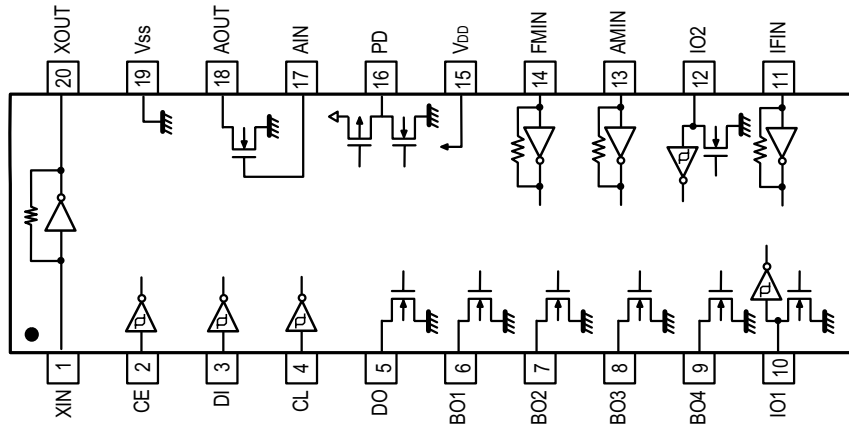 XOUT
Vss
AOUT
AIN
PD
VDD
FMIN
AMIN
IO2
IFIN
20
19
18
17
16
15
14
13
12
11
1
2
3
4
5
6
7
8
9
10
XIN
CE
DI
CL
DO
BO1
BO2
BO3
BO4
IO1